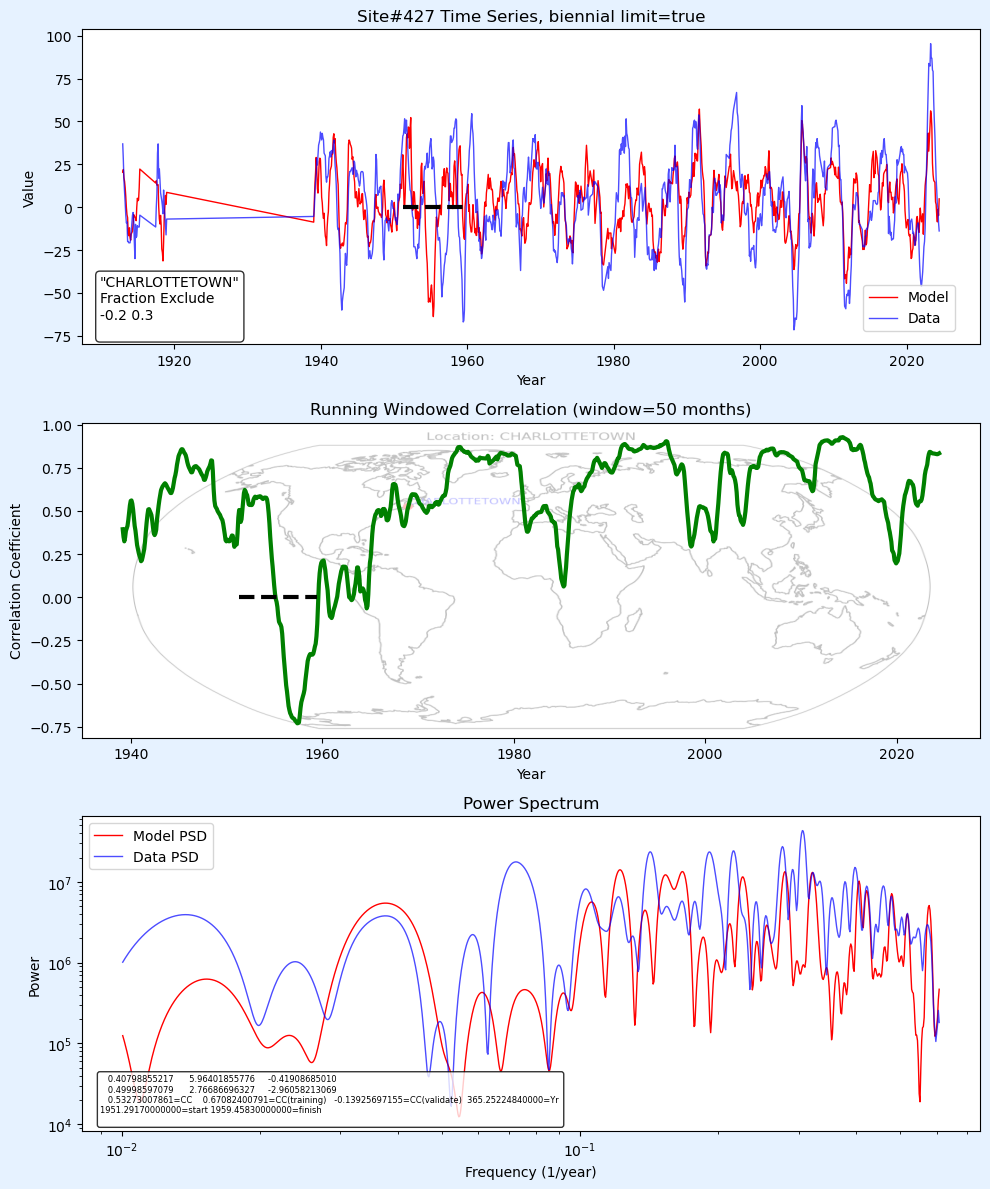 Site#427 Time Series, biennial limit=true
100
75
50
25
0
−25
−50
−75
Value
"CHARLOTTETOWN"
Fraction Exclude
-0.2 0.3
Model
Data
1920
1940
1960
1980
2000
2020
Year
Running Windowed Correlation (window=50 months)
Location: CHARLOTTETOWN
CHARLOTTETOWN
1.00
0.75
0.50
0.25
0.00
−0.25
−0.50
−0.75
Correlation Coefficient
1940
1960
1980
2000
2020
Year
Power Spectrum
Model PSD
Data PSD
10⁷
10⁶
10⁵
10⁴
Power
0.40798855217 5.96401855776 -0.41908685010
0.49998597079 2.76686696327 -2.96058213069
0.53273007861=CC 0.67082400791=CC(training) -0.13925697155=CC(validate) 365.25224840000=Yr
1951.29170000000=start 1959.45830000000=finish
10⁻²
10⁻¹
Frequency (1/year)